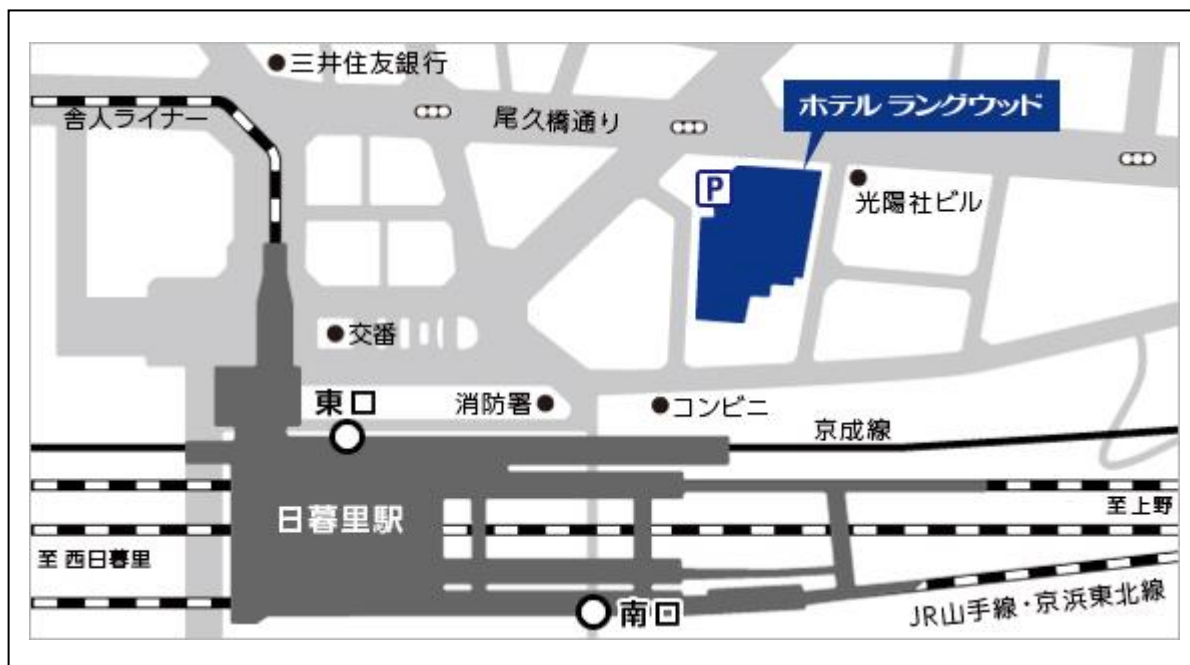 三井住友銀行
舎人ライナー
尾久橋通り
ホテル ラングウッド
P
光陽社ビル
交番
東口
消防署
コンビニ
京成線
日暮里駅
至上野
至 西日暮里
南口
JR山手線・京浜東北線